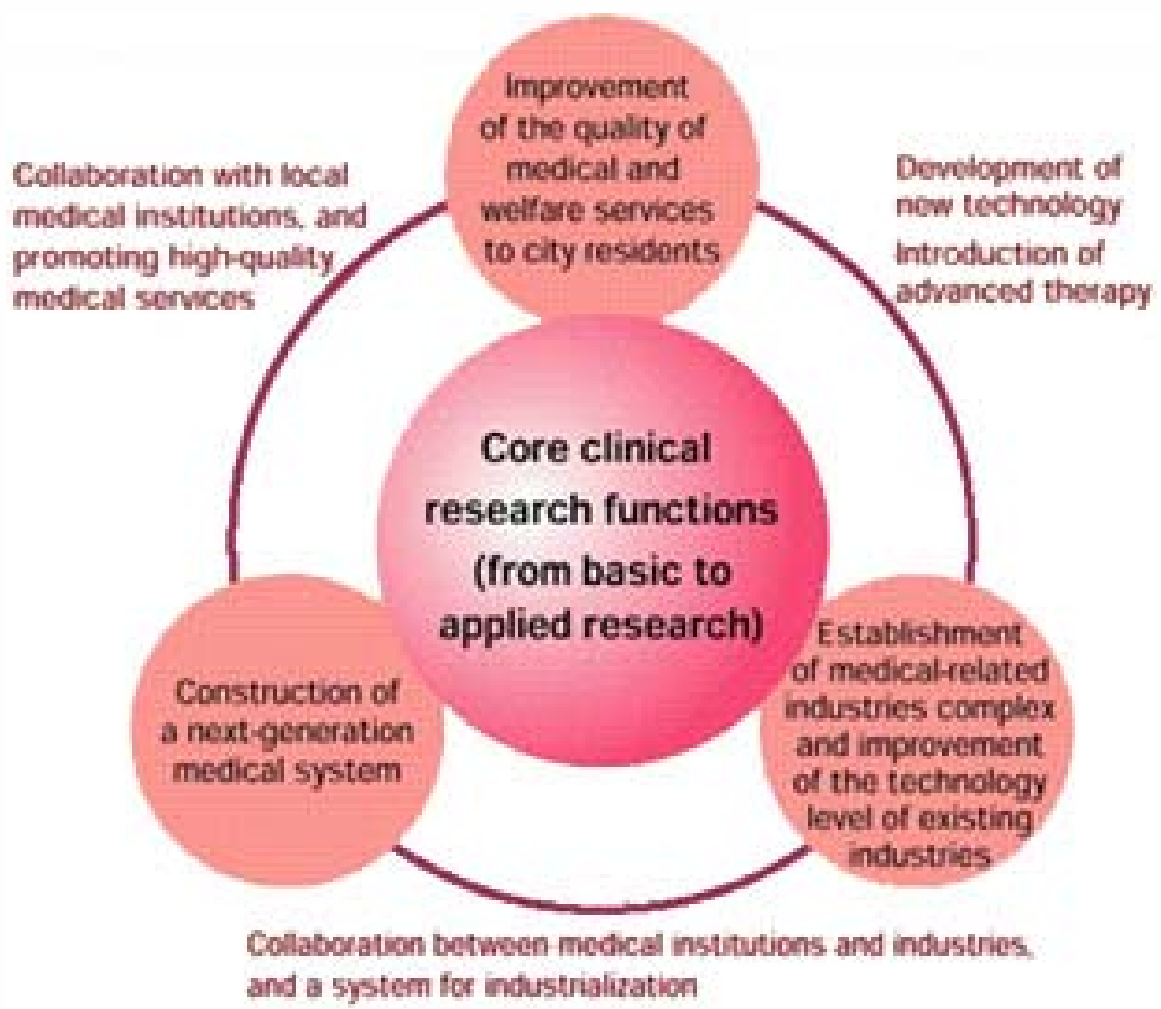 Improvement
of the quality of
medical and
welfare services
to city residents
Collaboration with local
medical institutions, and
promoting high-quality
medical services
Development of
new technology
Introduction of
advanced therapy
Core clinical
research functions
(from basic to
applied research)
Construction of
a next-generation
medical system
Establishment
of medical-related
industries complex
and improvement
of the technology
level of existing
industries
Collaboration between medical institutions and industries,
and a system for industrialization